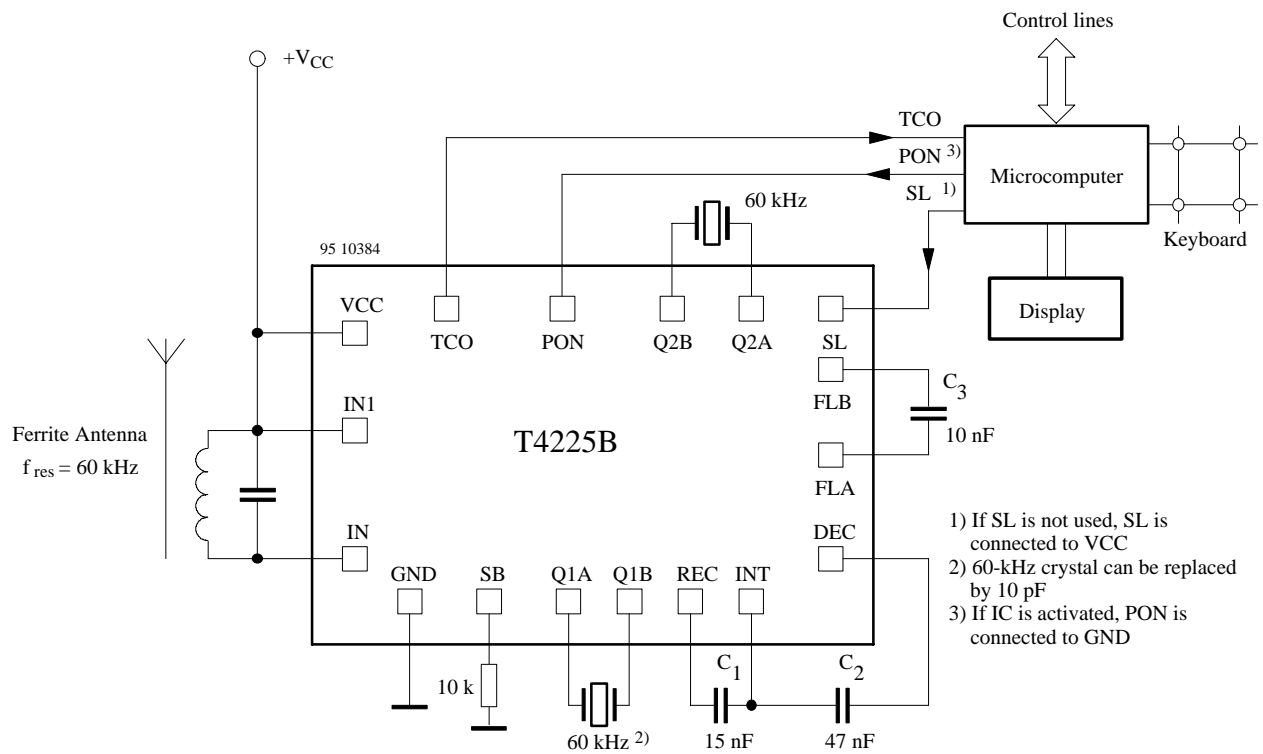 Control lines
+VCC
TCO
PON 3)
SL 1)
Microcomputer
Keyboard
Display
60 kHz
95 10384
VCC
TCO
PON
Q2B
Q2A
SL
FLB
C3
10 nF
FLA
IN1
Ferrite Antenna
f res = 60 kHz
T4225B
IN
DEC
GND
SB
Q1A
Q1B
REC
INT
10 k
60 kHz 2)
C1
15 nF
C2
47 nF
1) If SL is not used, SL is
connected to VCC
2) 60-kHz crystal can be replaced
by 10 pF
3) If IC is activated, PON is
connected to GND